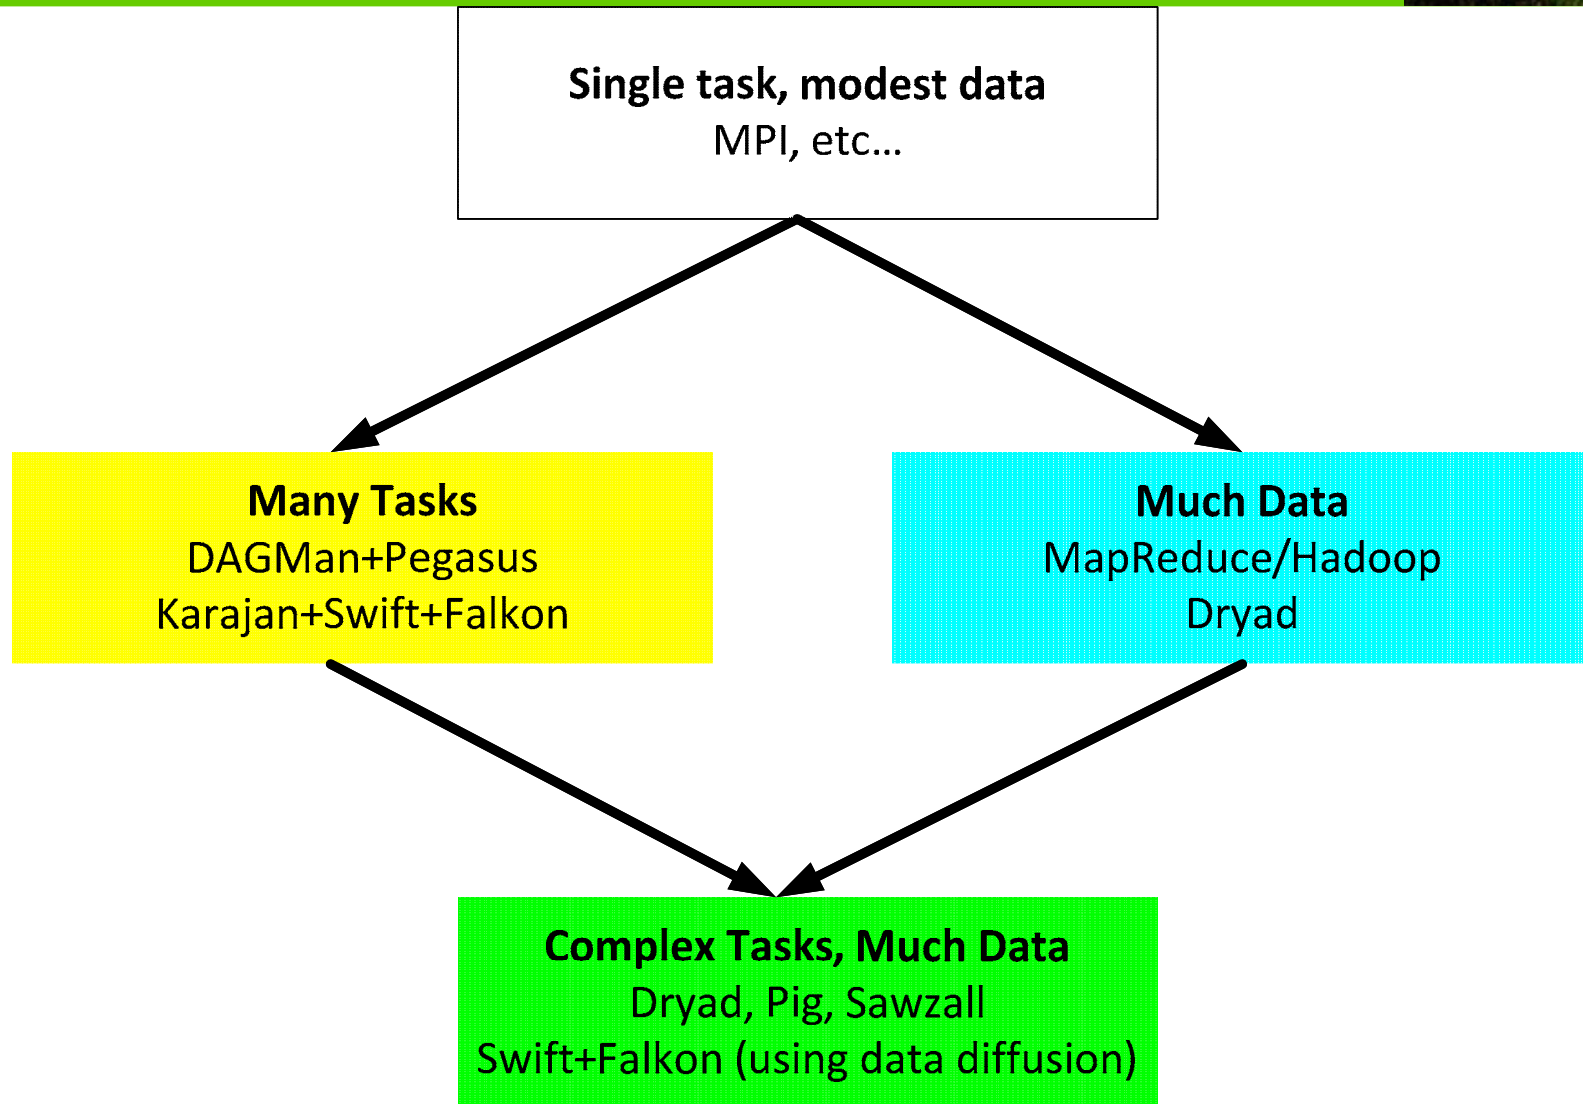 Single task, modest data
MPI, etc…
Many Tasks
DAGMan+Pegasus
Karajan+Swift+Falkon
Much Data
MapReduce/Hadoop
Dryad
Complex Tasks, Much Data
Dryad, Pig, Sawzall
Swift+Falkon (using data diffusion)